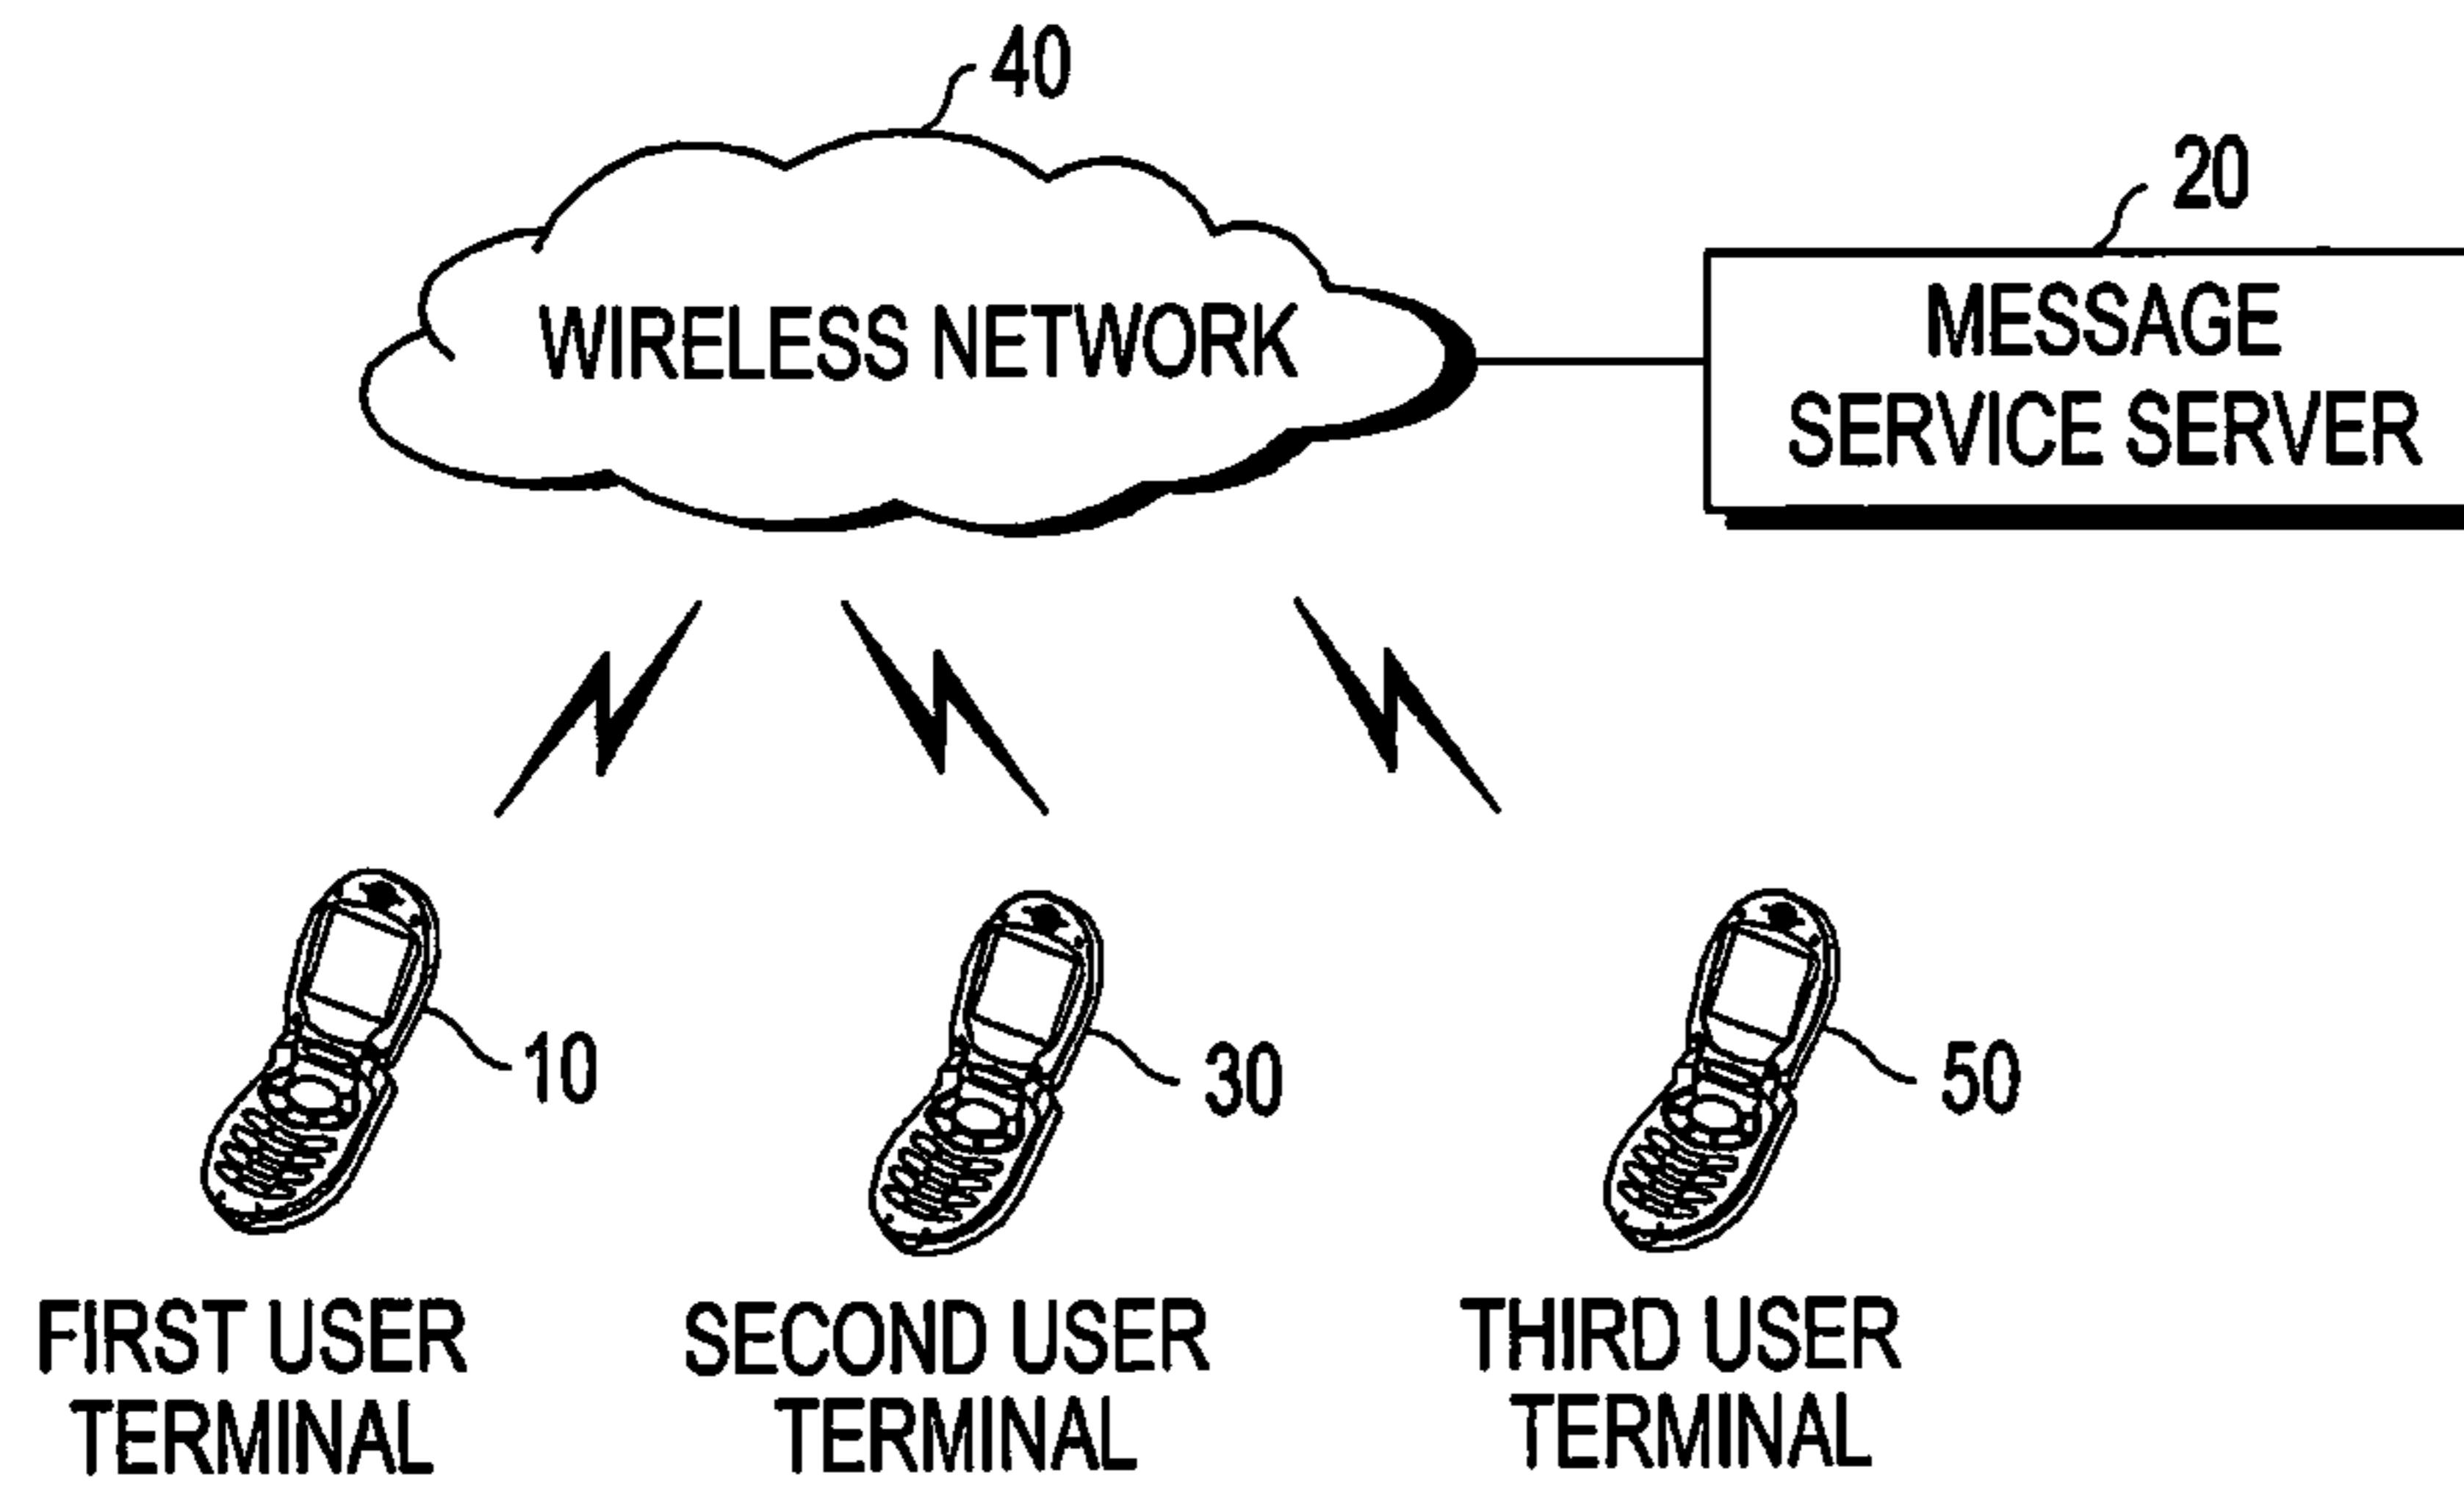 40
20
WIRELESS NETWORK
MESSAGE
SERVICE SERVER
10
30
50
FIRST USER
TERMINAL
SECOND USER
TERMINAL
THIRD USER
TERMINAL